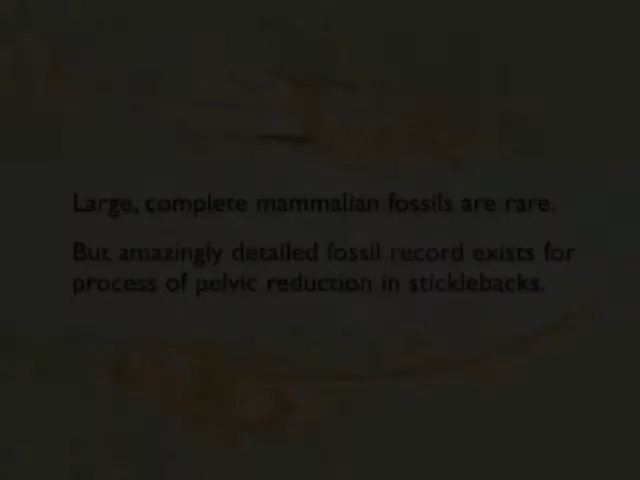 Large, complete mammalian fossils are rare.
But amazingly detailed fossil record exists for
process of pelvic reduction in sticklebacks.